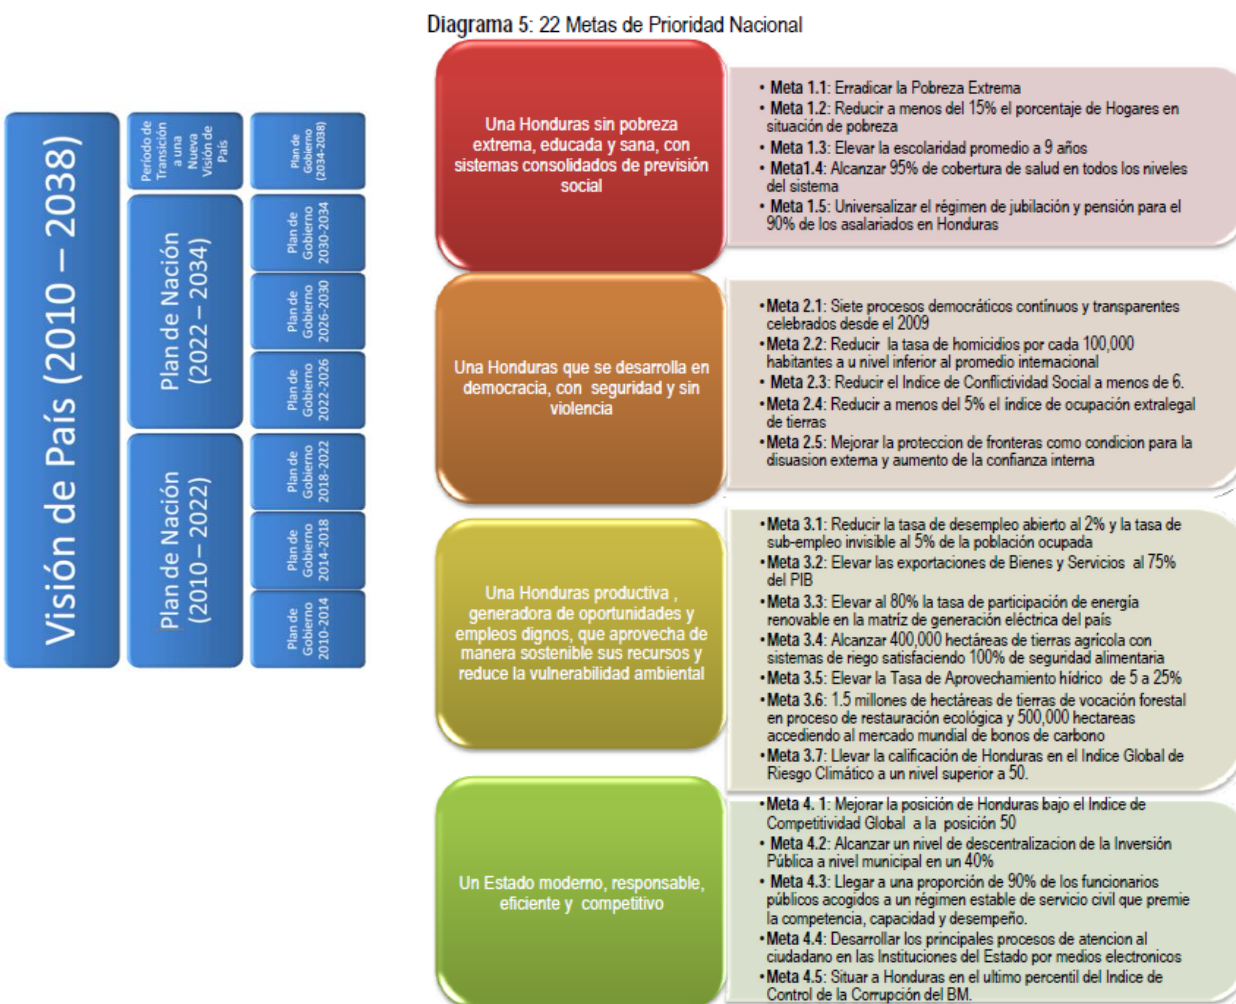 Diagrama 5: 22 Metas de Prioridad Nacional
Visión de País (2010 – 2038)
Período de
Transición
a una
Nueva
Visión de
País
Plan de Nación
(2022 – 2034)
Plan de Nación
(2010 – 2022)
Plan de
Gobierno
(2034-2038)
Plan de
Gobierno
2030-2034
Plan de
Gobierno
2026-2030
Plan de
Gobierno
2022-2026
Plan de
Gobierno
2018-2022
Plan de
Gobierno
2014-2018
Plan de
Gobierno
2010-2014
Una Honduras sin pobreza
extrema, educada y sana, con
sistemas consolidados de previsión
social
• Meta 1.1: Erradicar la Pobreza Extrema
• Meta 1.2: Reducir a menos del 15% el porcentaje de Hogares en
situación de pobreza
• Meta 1.3: Elevar la escolaridad promedio a 9 años
• Meta1.4: Alcanzar 95% de cobertura de salud en todos los niveles
del sistema
• Meta 1.5: Universalizar el régimen de jubilación y pensión para el
90% de los asalariados en Honduras
Una Honduras que se desarrolla en
democracia, con seguridad y sin
violencia
•Meta 2.1: Siete procesos democráticos contínuos y transparentes
celebrados desde el 2009
•Meta 2.2: Reducir la tasa de homicidios por cada 100,000
habitantes a u nivel inferior al promedio internacional
• Meta 2.3: Reducir el Indice de Conflictividad Social a menos de 6.
•Meta 2.4: Reducir a menos del 5% el índice de ocupación extralegal
de tierras
•Meta 2.5: Mejorar la proteccion de fronteras como condicion para la
disuasion externa y aumento de la confianza interna
Una Honduras productiva ,
generadora de oportunidades y
empleos dignos, que aprovecha de
manera sostenible sus recursos y
reduce la vulnerabilidad ambiental
•Meta 3.1: Reducir la tasa de desempleo abierto al 2% y la tasa de
sub-empleo invisible al 5% de la población ocupada
•Meta 3.2: Elevar las exportaciones de Bienes y Servicios al 75%
del PIB
•Meta 3.3: Elevar al 80% la tasa de participación de energía
renovable en la matríz de generación eléctrica del país
•Meta 3.4: Alcanzar 400,000 hectáreas de tierras agrícola con
sistemas de riego satisfaciendo 100% de seguridad alimentaria
•Meta 3.5: Elevar la Tasa de Aprovechamiento hídrico de 5 a 25%
•Meta 3.6: 1.5 millones de hectáreas de tierras de vocación forestal
en proceso de restauración ecológica y 500,000 hectareas
accediendo al mercado mundial de bonos de carbono
•Meta 3.7: Llevar la calificación de Honduras en el Indice Global de
Riesgo Climático a un nivel superior a 50.
Un Estado moderno, responsable,
eficiente y competitivo
•Meta 4. 1: Mejorar la posición de Honduras bajo el Indice de
Competitividad Global a la posición 50
• Meta 4.2: Alcanzar un nivel de descentralizacion de la Inversión
Pública a nivel municipal en un 40%
• Meta 4.3: Llegar a una proporción de 90% de los funcionarios
públicos acogidos a un régimen estable de servicio civil que premie
la competencia, capacidad y desempeño.
•Meta 4.4: Desarrollar los principales procesos de atencion al
ciudadano en las Instituciones del Estado por medios electronicos
•Meta 4.5: Situar a Honduras en el ultimo percentil del Indice de
Control de la Corrupción del BM.